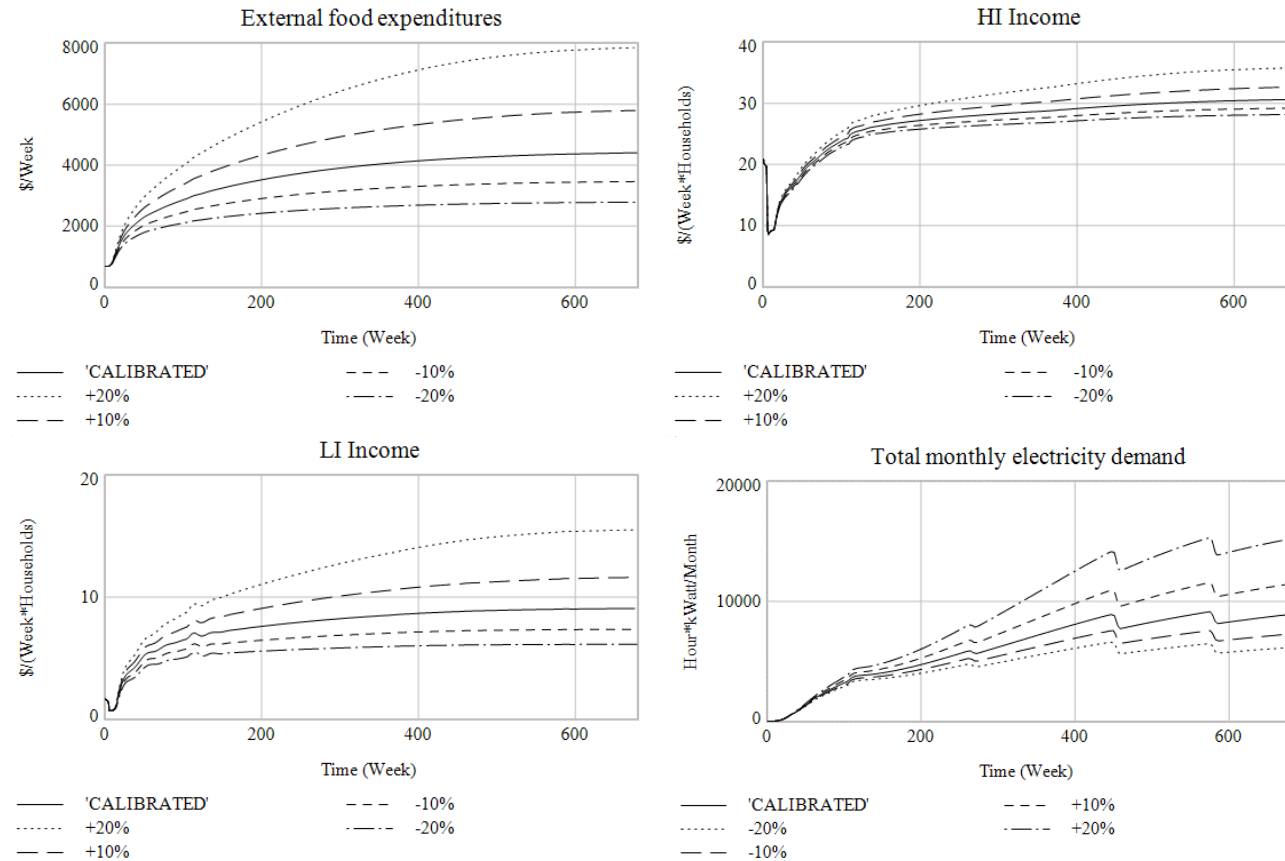 External food expenditures
8000
6000
4000
2000
0
$/Week
0 200 400 600
Time (Week)
'CALIBRATED' -10%
+20% -20%
+10%
HI Income
40
30
20
10
0
$/(Week*Households)
0 200 400 600
Time (Week)
'CALIBRATED' -10%
+20% -20%
+10%
LI Income
20
10
0
$/(Week*Households)
0 200 400 600
Time (Week)
'CALIBRATED' -10%
+20% -20%
+10%
Total monthly electricity demand
20000
10000
0
Hour*kWatt/Month
0 200 400 600
Time (Week)
'CALIBRATED' +10%
-20% +20%
-10%